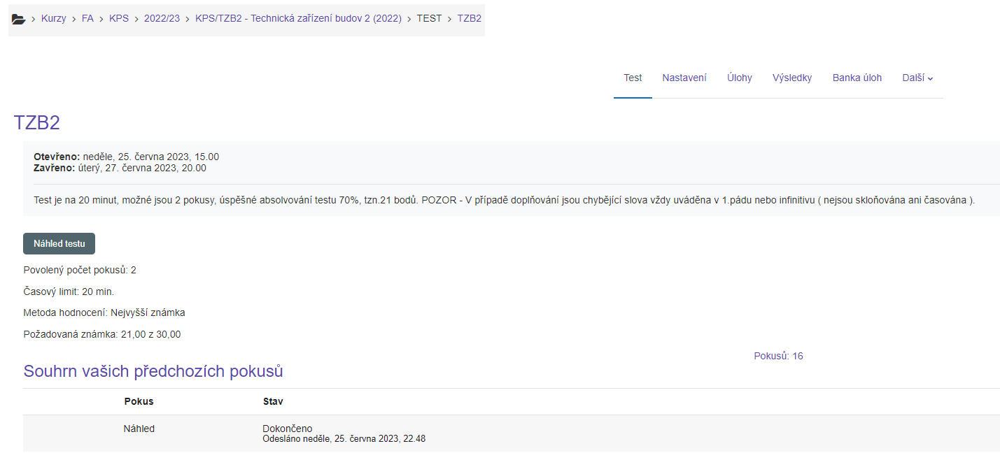 Kurzy > FA > KPS > 2022/23 > KPS/TZB2 - Technická zařízení budov 2 (2022) > TEST > TZB2
Test Nastavení Úlohy Výsledky Banka úloh Další
TZB2
Otevřeno: neděle, 25. června 2023, 15.00
Zavřeno: úterý, 27. června 2023, 20.00
Test je na 20 minut, možné jsou 2 pokusy, úspěšné absolvování testu 70%, tzn.21 bodů. POZOR - V případě doplňování jsou chybějící slova vždy uváděna v 1.pádu nebo infinitivu ( nejsou skloňována ani časována ).
Náhled testu
Povolený počet pokusů: 2
Časový limit: 20 min.
Metoda hodnocení: Nejvyšší známka
Požadovaná známka: 21,00 z 30,00
Pokusů: 16
Souhrn vašich předchozích pokusů
Pokus Stav
Náhled Dokončeno
Odesláno neděle, 25. června 2023, 22.48